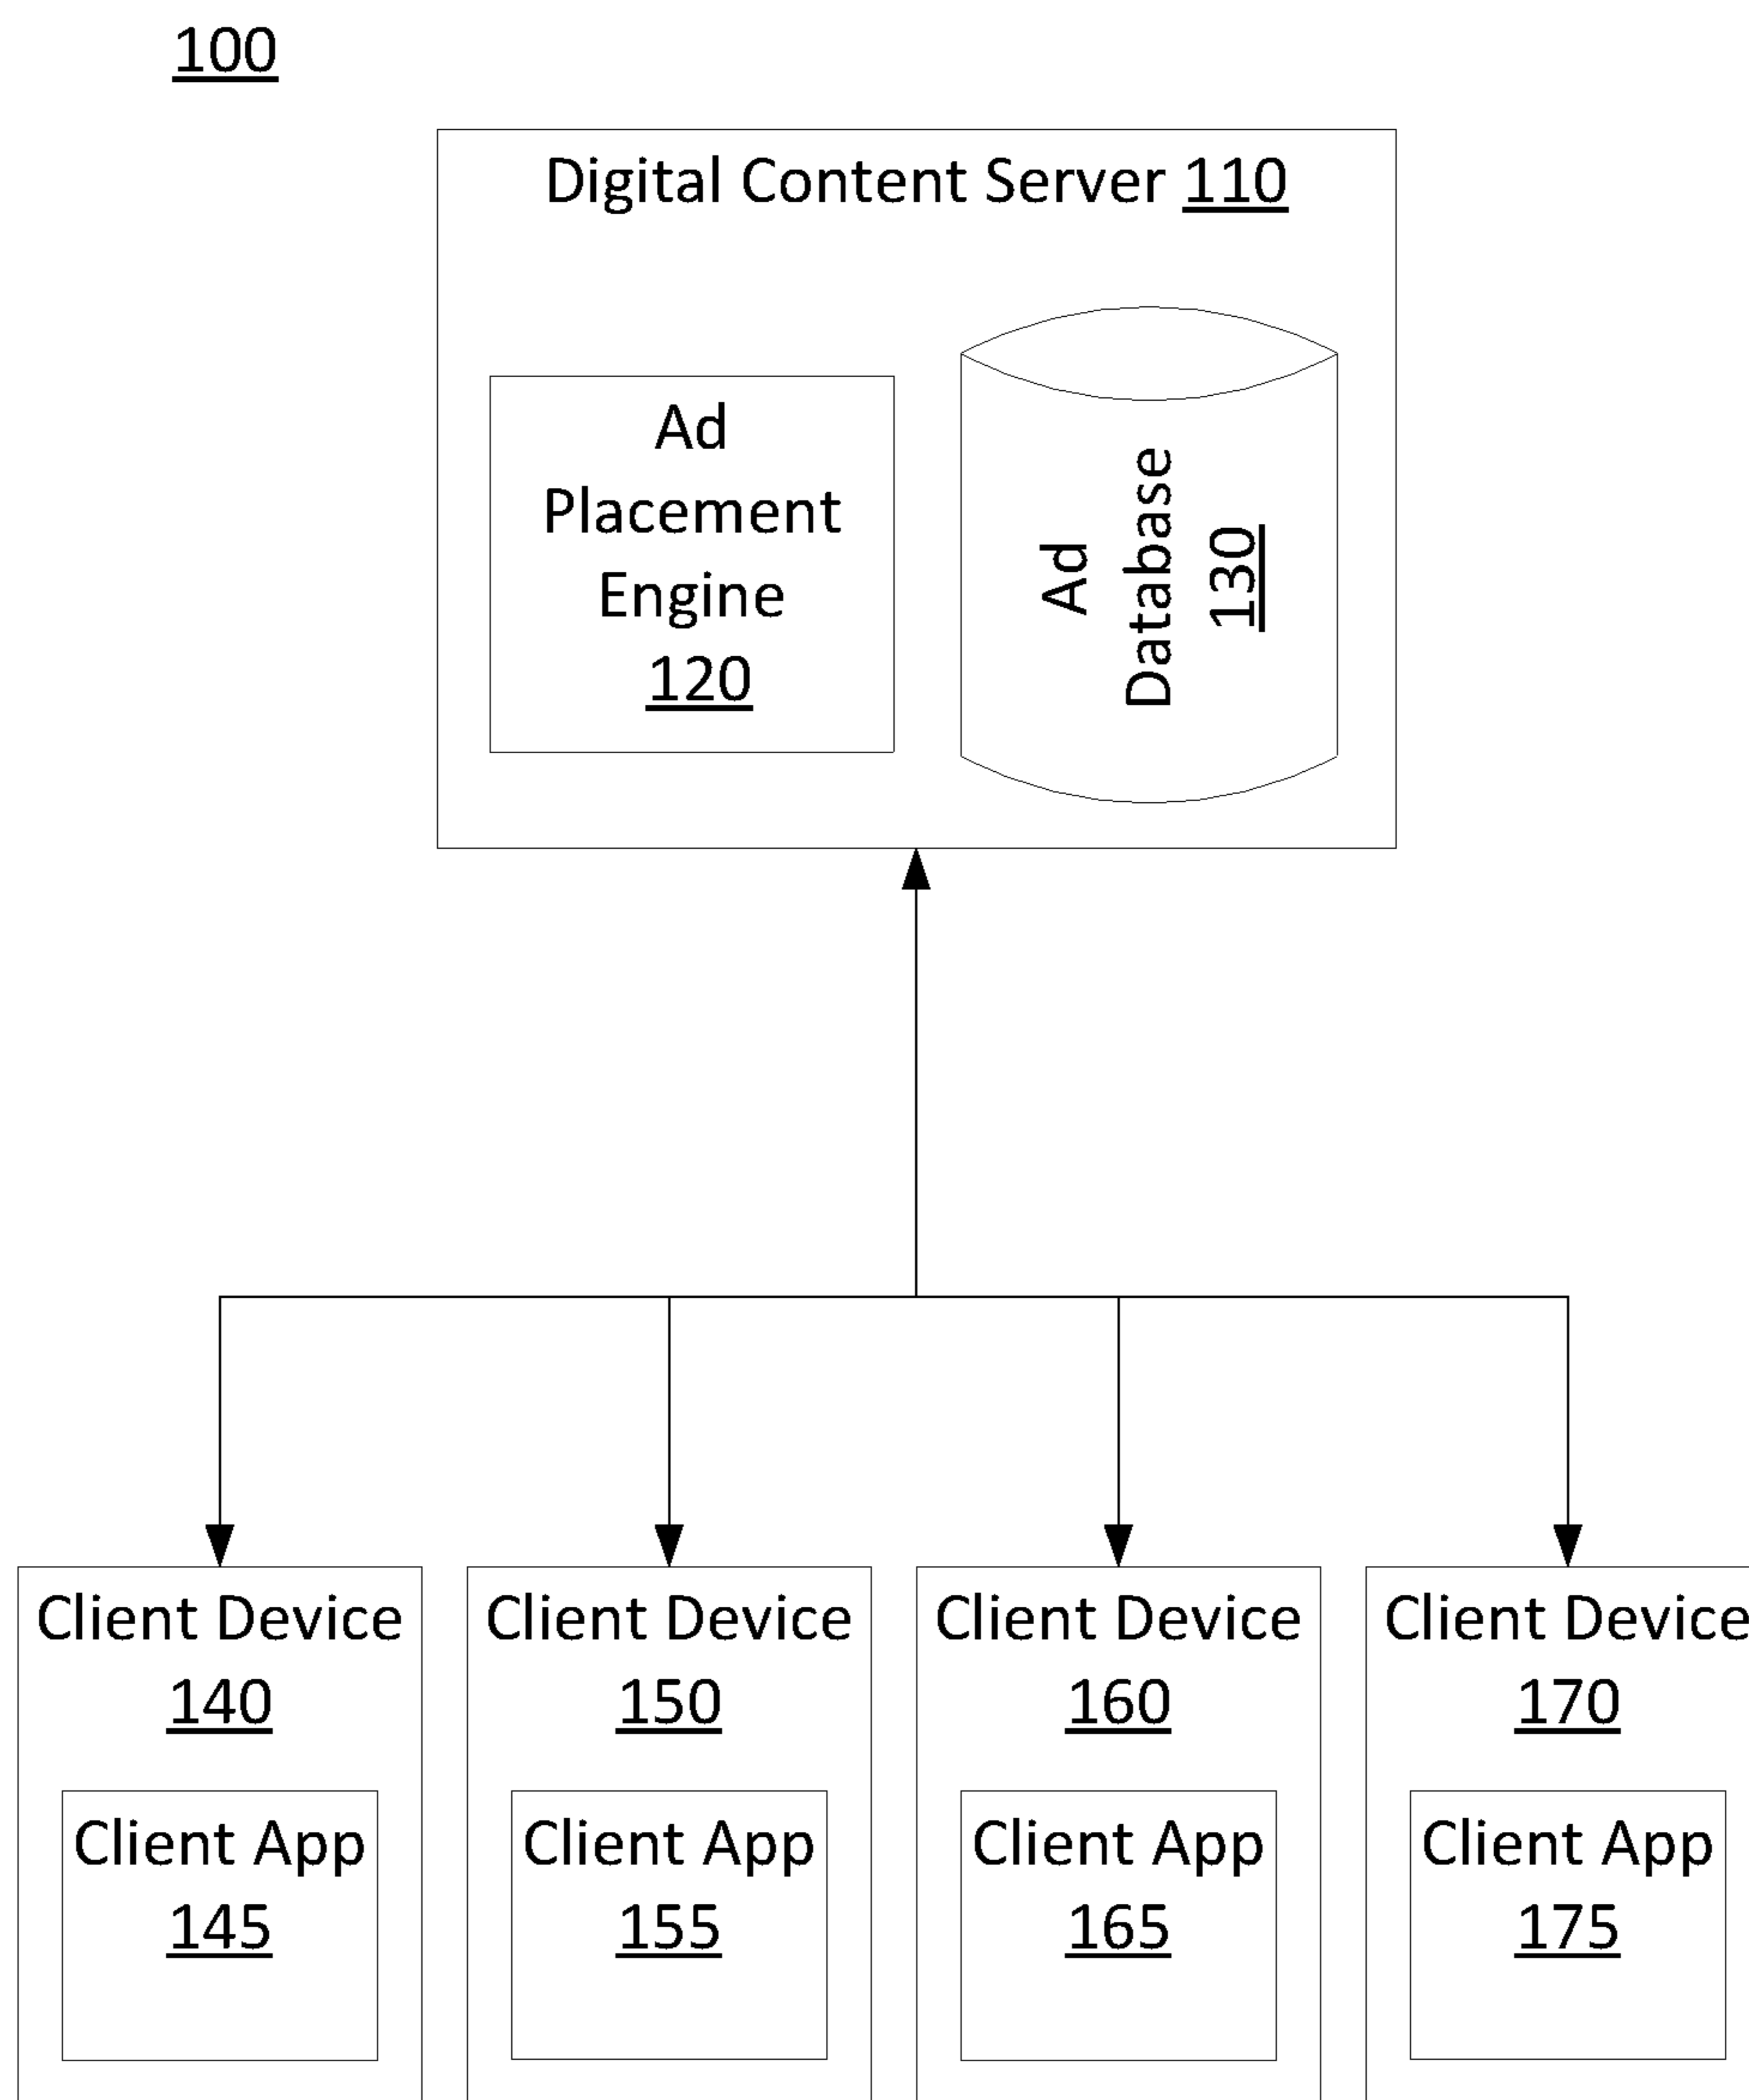 100
Digital Content Server 110
Ad
Placement
Engine
120
Ad
Database
130
Client Device
140
Client App
145
Client Device
150
Client App
155
Client Device
160
Client App
165
Client Device
170
Client App
175